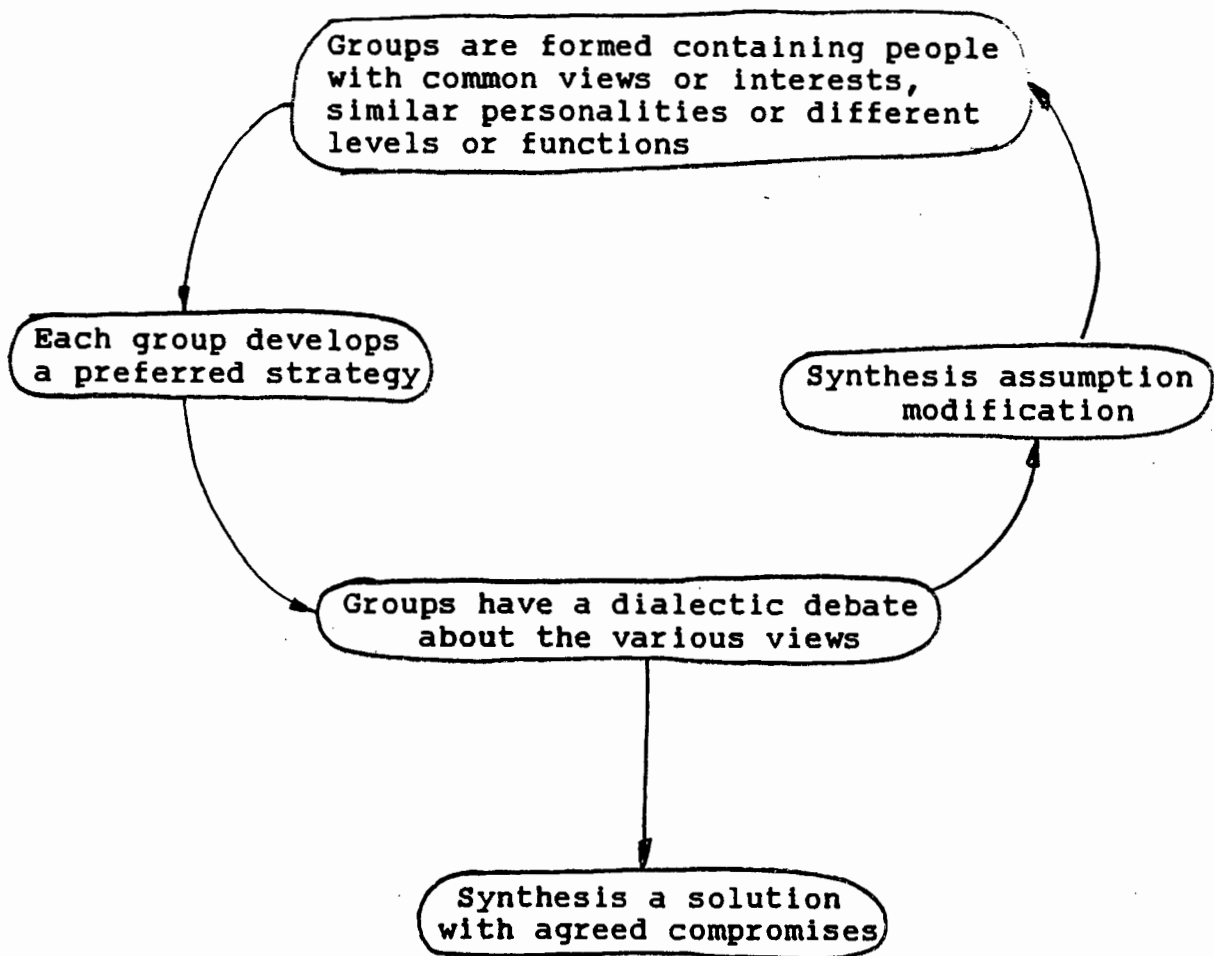 Groups are formed containing people
with common views or interests,
similar personalities or different
levels or functions
Each group develops
a preferred strategy
Synthesis assumption
modification
Groups have a dialectic debate
about the various views
Synthesis a solution
with agreed compromises